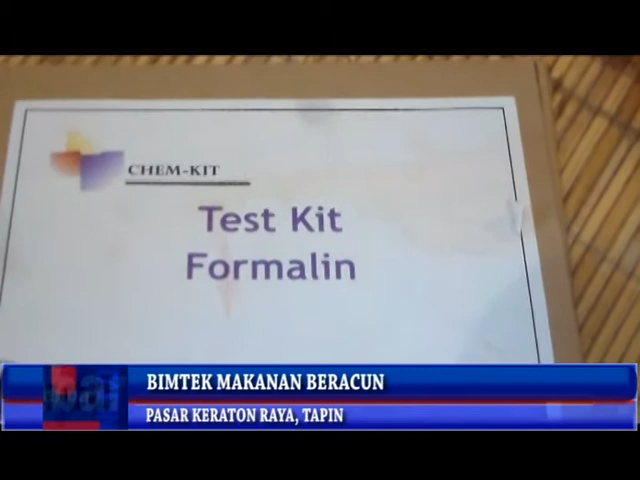 CHEM-KIT
Test Kit
Formalin
BIMTEK MAKANAN BERACUN
PASAR KERATON RAYA, TAPIN